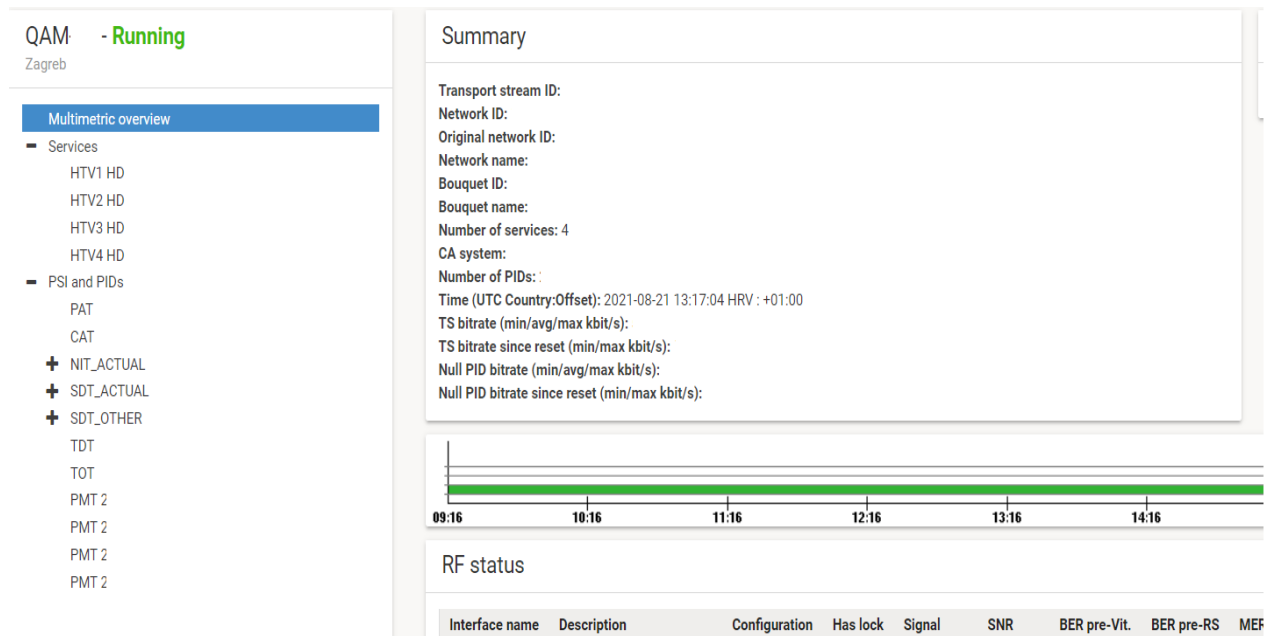 QAM - Running
Zagreb
Multimetric overview
Services
HTV1 HD
HTV2 HD
HTV3 HD
HTV4 HD
PSI and PIDs
PAT
CAT
NIT_ACTUAL
SDT_ACTUAL
SDT_OTHER
TDT
TOT
PMT 2
PMT 2
PMT 2
PMT 2
Summary
Transport stream ID:
Network ID:
Original network ID:
Network name:
Bouquet ID:
Bouquet name:
Number of services: 4
CA system:
Number of PIDs:
Time (UTC Country:Offset): 2021-08-21 13:17:04 HRV : +01:00
TS bitrate (min/avg/max kbit/s):
TS bitrate since reset (min/max kbit/s):
Null PID bitrate (min/avg/max kbit/s):
Null PID bitrate since reset (min/max kbit/s):
09:16 10:16 11:16 12:16 13:16 14:16
RF status
Interface name Description Configuration Has lock Signal SNR BER pre-Vit. BER pre-RS MER